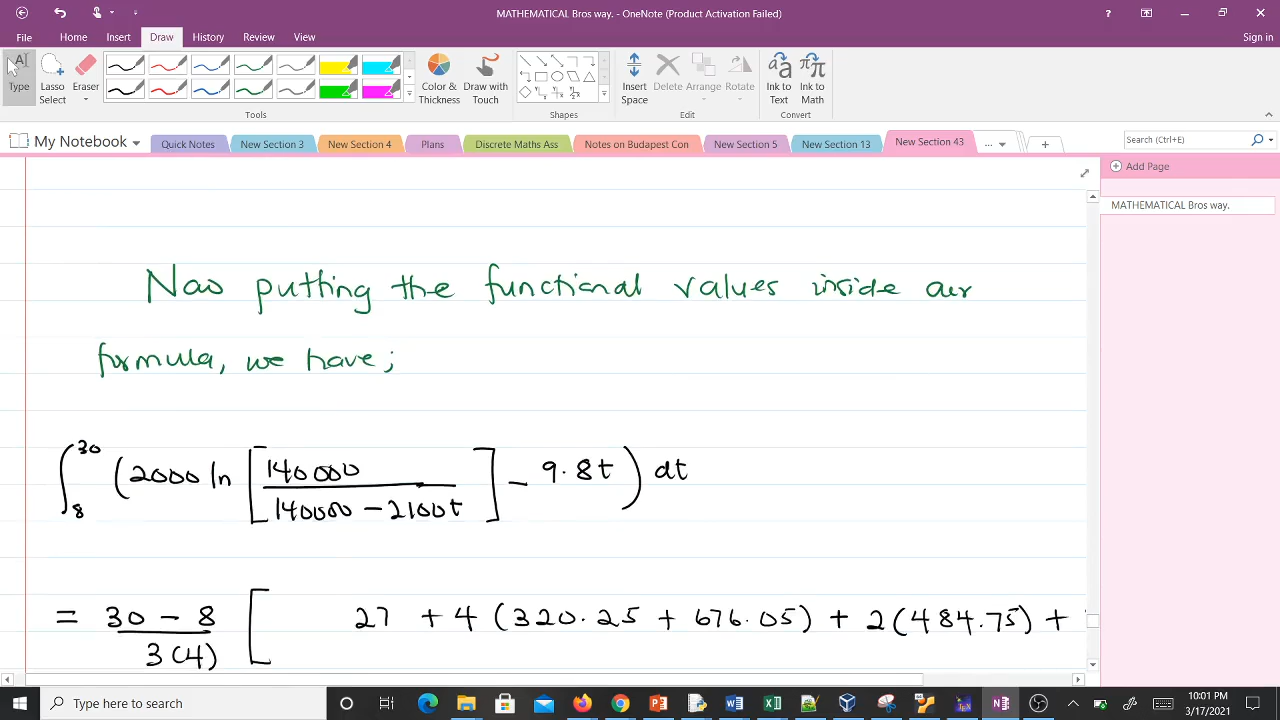 MATHEMATICAL Bros way. - OneNote (Product Activation Failed)
File Home Insert Draw History Review View Sign in
Type Lasso Select Eraser Color & Thickness Draw with Touch Insert Space Delete Arrange Rotate Ink to Text Ink to Math
Tools Shapes Edit Convert
My Notebook Quick Notes New Section 3 New Section 4 Plans Discrete Maths Ass Notes on Budapest Con New Section 5 New Section 13 New Section 43 ... + Search (Ctrl+E)
Add Page
MATHEMATICAL Bros way.
Now putting the functional values inside our
formula, we have;
∫₈³⁰ (2000 ln [140000 / (140000 − 2100t)] − 9.8t) dt
= (30 − 8) / 3(4) [ 27 + 4 (320.25 + 676.05) + 2(484.75) +
Type here to search
10:01 PM
3/17/2021